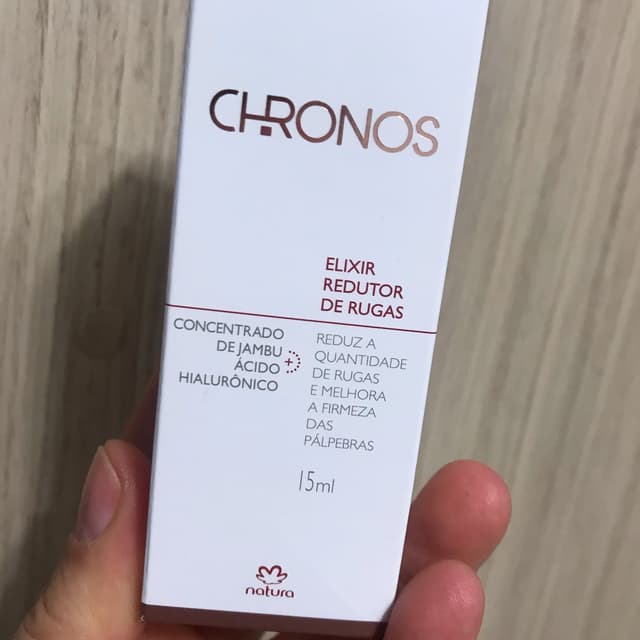 CHRONOS
ELIXIR
REDUTOR
DE RUGAS
CONCENTRADO
DE JAMBU
+
ÁCIDO
HIALURÔNICO
REDUZ A
QUANTIDADE
DE RUGAS
E MELHORA
A FIRMEZA
DAS
PÁLPEBRAS
15ml
natura